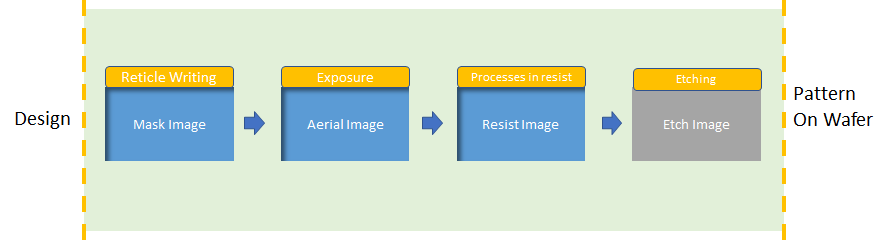 Design
Reticle Writing
Mask Image
Exposure
Aerial Image
Processes in resist
Resist Image
Etching
Etch Image
Pattern
On Wafer